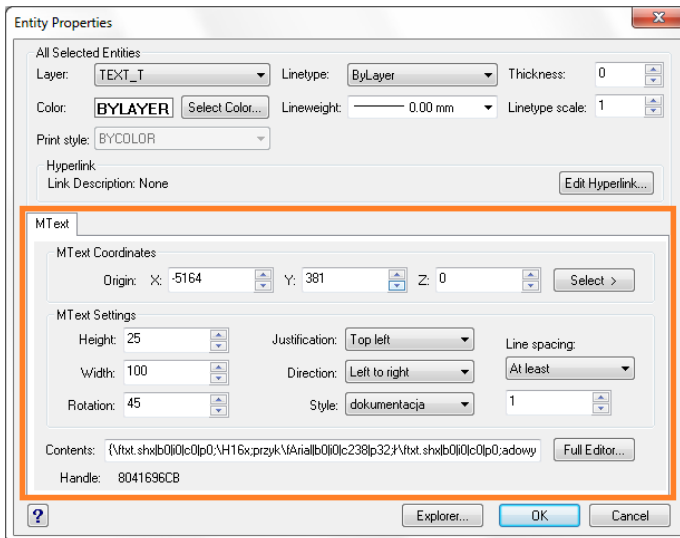 Entity Properties
All Selected Entities
Layer: TEXT_T Linetype: ByLayer Thickness: 0
Color: BYLAYER Select Color... Lineweight: 0.00 mm Linetype scale: 1
Print style: BYCOLOR
Hyperlink
Link Description: None Edit Hyperlink...
MText
MText Coordinates
Origin: X: -5164 Y: 381 Z: 0 Select >
MText Settings
Height: 25 Justification: Top left Line spacing:
Width: 100 Direction: Left to right At least
Rotation: 45 Style: dokumentacja 1
Contents: {\ftxt.shx|b0|i0|c0|p0;\H16x;przyk\fArial|b0|i0|c238|p32;ł\ftxt.shx|b0|i0|c0|p0;adowy Full Editor...
Handle: 8041696CB
? Explorer... OK Cancel